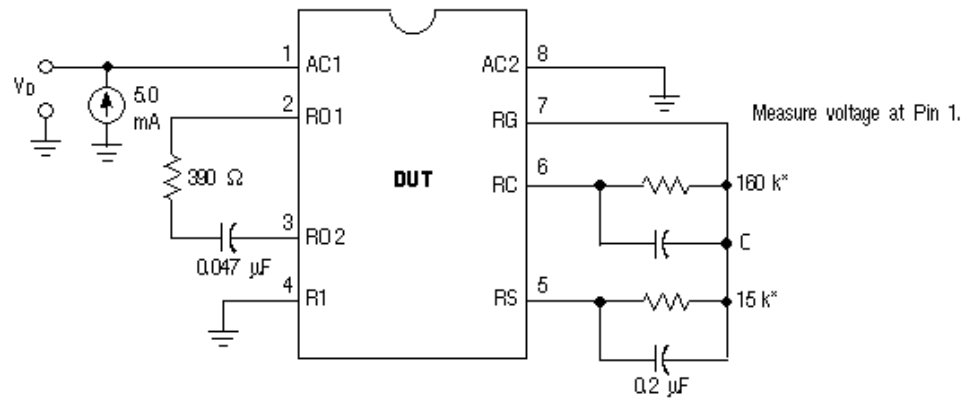 1
AC1
VD
5.0
mA
2
RO1
390 Ω
3
RO2
0.047 µF
4
R1
DUT
8
AC2
7
RG
Measure voltage at Pin 1.
6
RC
160 k*
C
5
RS
15 k*
0.2 µF